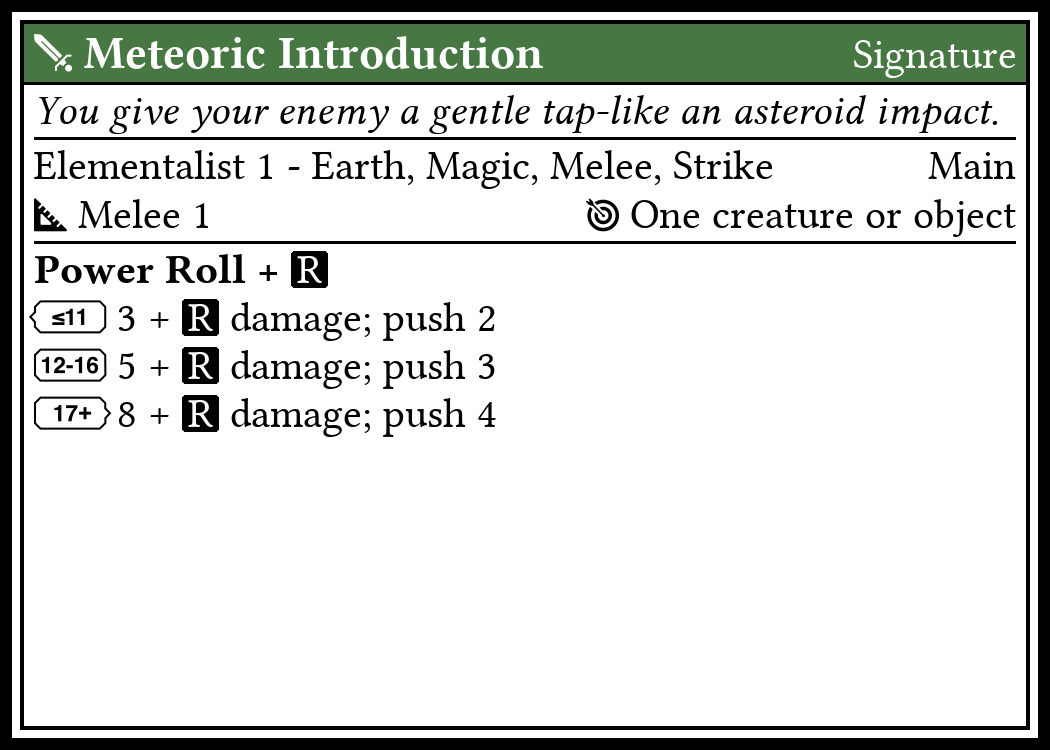 Meteoric Introduction Signature
You give your enemy a gentle tap-like an asteroid impact.
Elementalist 1 - Earth, Magic, Melee, Strike Main
Melee 1 One creature or object
Power Roll + R
≤11 3 + R damage; push 2
12-16 5 + R damage; push 3
17+ 8 + R damage; push 4